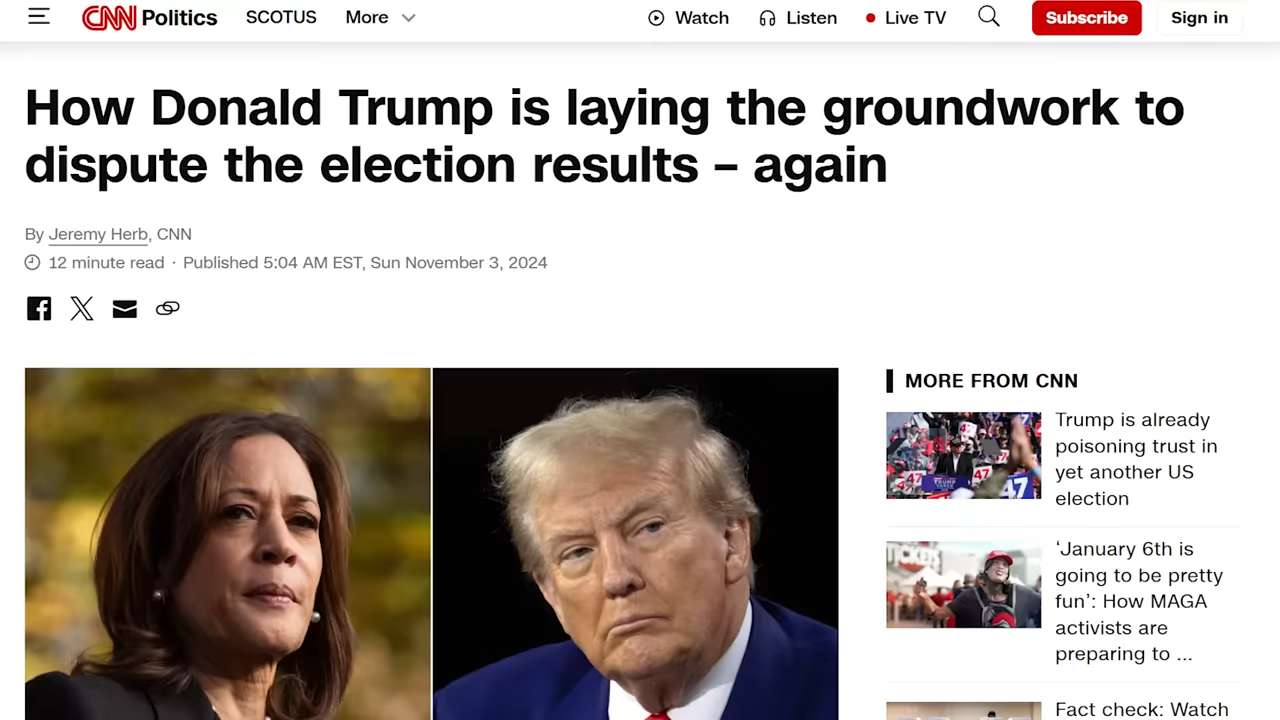 CNN Politics SCOTUS More Watch Listen Live TV Subscribe Sign in
How Donald Trump is laying the groundwork to
dispute the election results – again
By Jeremy Herb, CNN
12 minute read · Published 5:04 AM EST, Sun November 3, 2024
MORE FROM CNN
Trump is already
poisoning trust in
yet another US
election
‘January 6th is
going to be pretty
fun’: How MAGA
activists are
preparing to ...
Fact check: Watch